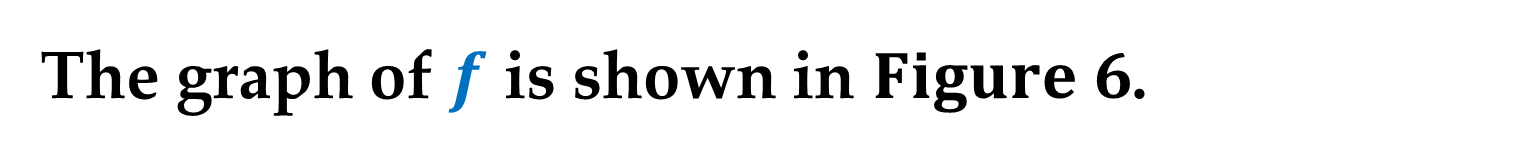 The graph of f is shown in Figure 6.